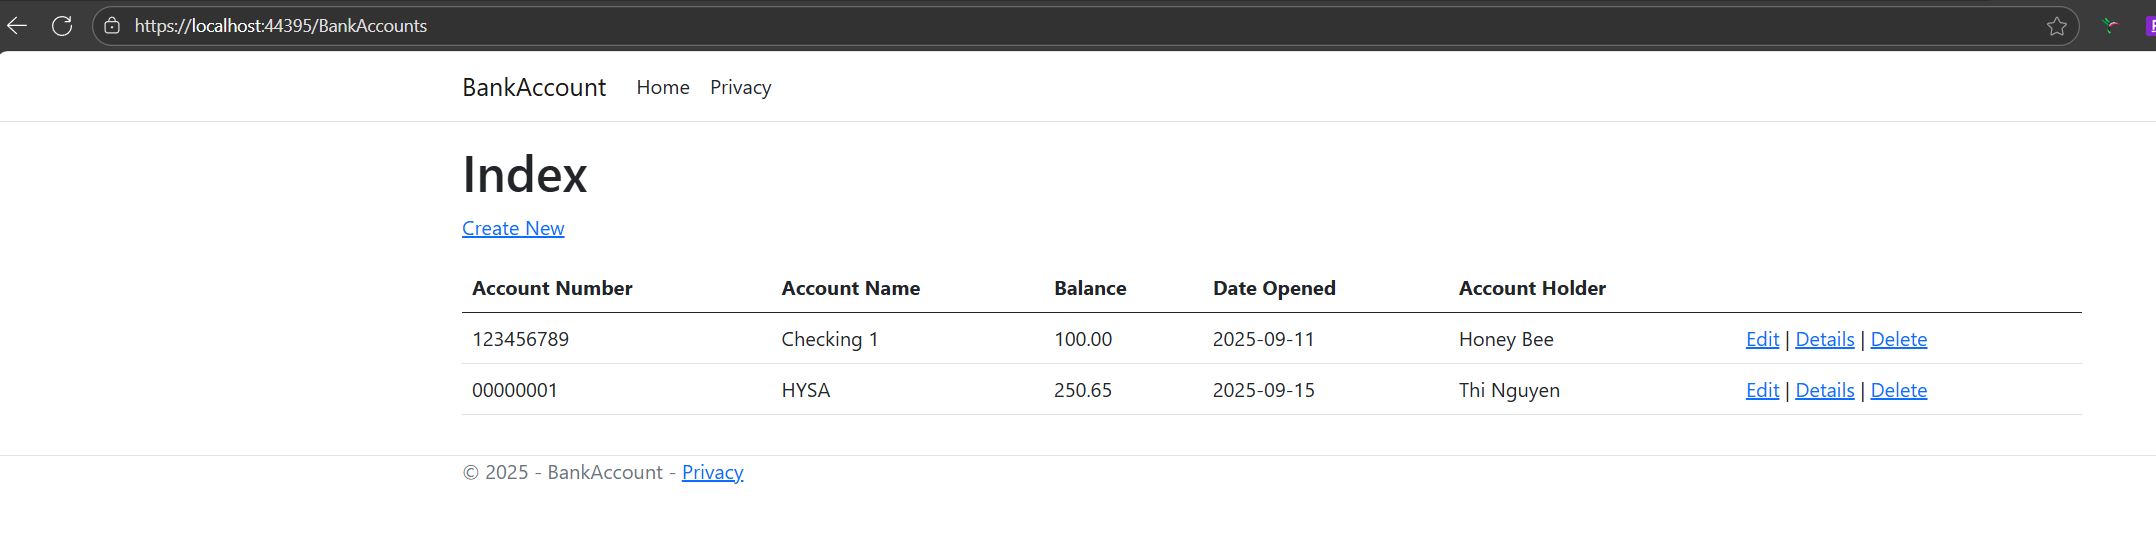 https://localhost:44395/BankAccounts
BankAccount Home Privacy
Index
Create New
Account Number Account Name Balance Date Opened Account Holder
123456789 Checking 1 100.00 2025-09-11 Honey Bee Edit | Details | Delete
00000001 HYSA 250.65 2025-09-15 Thi Nguyen Edit | Details | Delete
© 2025 - BankAccount - Privacy